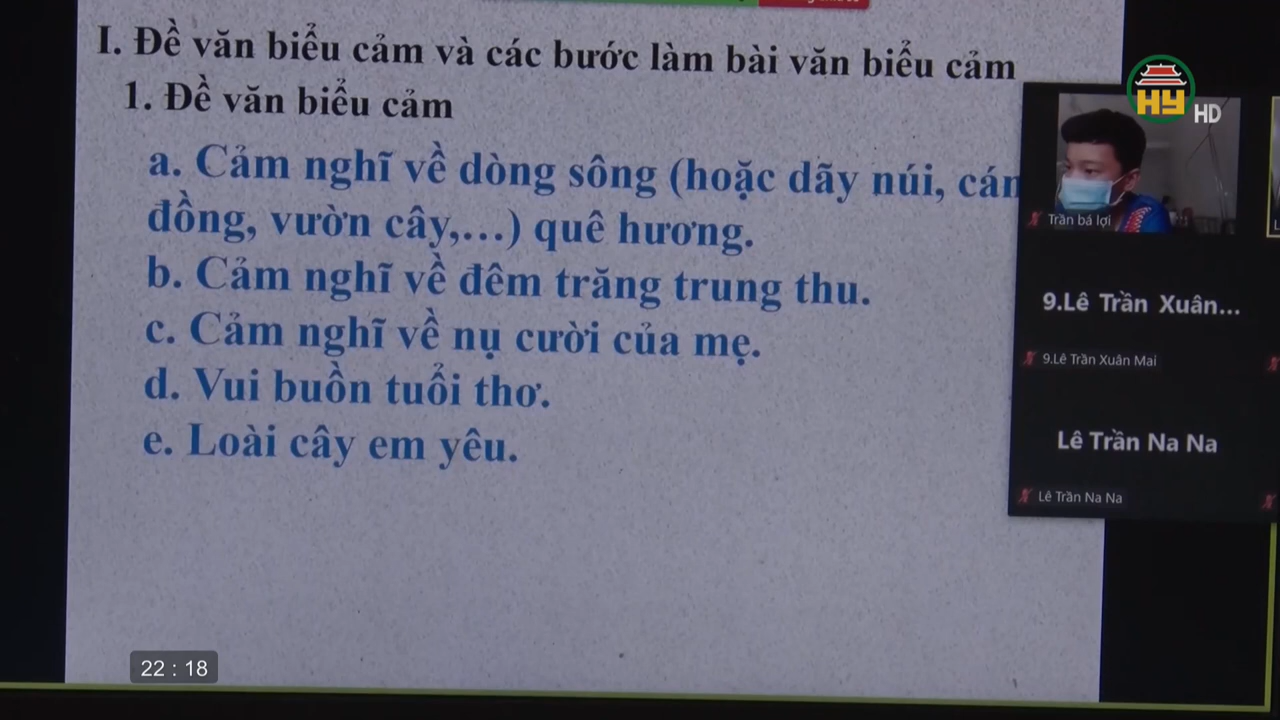 I. Đề văn biểu cảm và các bước làm bài văn biểu cảm
1. Đề văn biểu cảm
a. Cảm nghĩ về dòng sông (hoặc dãy núi, cán
đồng, vườn cây,...) quê hương.
b. Cảm nghĩ về đêm trăng trung thu.
c. Cảm nghĩ về nụ cười của mẹ.
d. Vui buồn tuổi thơ.
e. Loài cây em yêu.
HY HD
Trần bá lợi
9.Lê Trần Xuân...
9.Lê Trần Xuân Mai
Lê Trần Na Na
Lê Trần Na Na
22 : 18